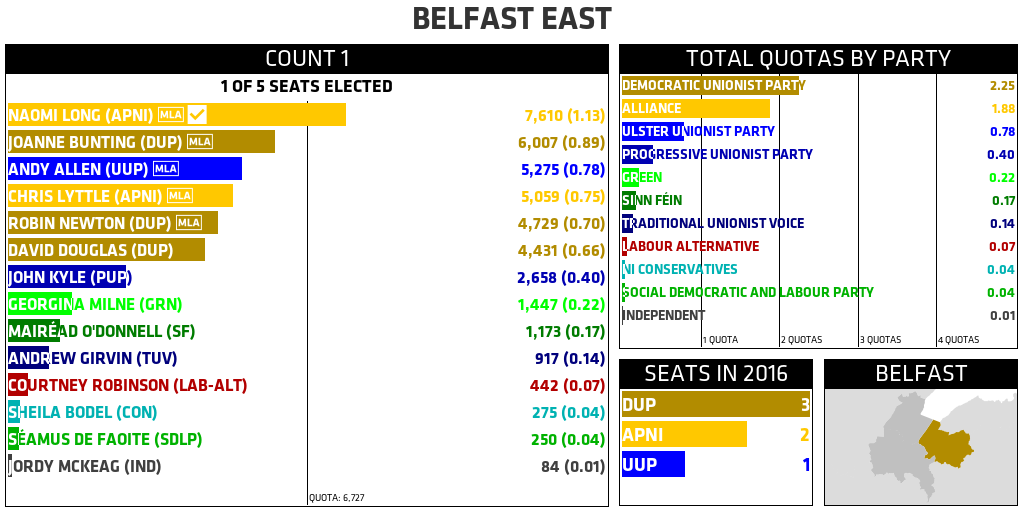 BELFAST EAST
COUNT 1
1 OF 5 SEATS ELECTED
NAOMI LONG (APNI) MLA 7,610 (1.13)
JOANNE BUNTING (DUP) MLA 6,007 (0.89)
ANDY ALLEN (UUP) MLA 5,275 (0.78)
CHRIS LYTTLE (APNI) MLA 5,059 (0.75)
ROBIN NEWTON (DUP) MLA 4,729 (0.70)
DAVID DOUGLAS (DUP) 4,431 (0.66)
JOHN KYLE (PUP) 2,658 (0.40)
GEORGINA MILNE (GRN) 1,447 (0.22)
MAIRÉAD O'DONNELL (SF) 1,173 (0.17)
ANDREW GIRVIN (TUV) 917 (0.14)
COURTNEY ROBINSON (LAB-ALT) 442 (0.07)
SHEILA BODEL (CON) 275 (0.04)
SÉAMUS DE FAOITE (SDLP) 250 (0.04)
JORDY MCKEAG (IND) 84 (0.01)
QUOTA: 6,727
TOTAL QUOTAS BY PARTY
DEMOCRATIC UNIONIST PARTY 2.25
ALLIANCE 1.88
ULSTER UNIONIST PARTY 0.78
PROGRESSIVE UNIONIST PARTY 0.40
GREEN 0.22
SINN FÉIN 0.17
TRADITIONAL UNIONIST VOICE 0.14
LABOUR ALTERNATIVE 0.07
NI CONSERVATIVES 0.04
SOCIAL DEMOCRATIC AND LABOUR PARTY 0.04
INDEPENDENT 0.01
1 QUOTA 2 QUOTAS 3 QUOTAS 4 QUOTAS
SEATS IN 2016
DUP 3
APNI 2
UUP 1
BELFAST